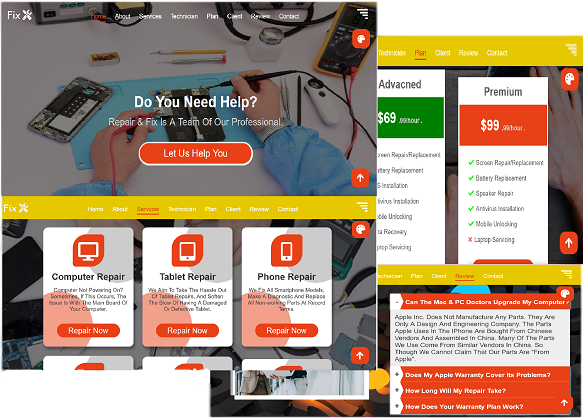 Fix
Home About Services Technician Plan Client Review Contact
Do You Need Help?
Repair & Fix Is A Team Of Our Professional.
Let Us Help You
Fix
Home About Services Technician Plan Client Review Contact
Computer Repair
Computer Not Powering On?
Sometimes, If This Occurs, The
Issue Is With The Main Board Of
Your Computer.
Repair Now
Tablet Repair
We Aim To Take The Hassle Out
Of Tablet Repairs, And Soften
The Blow Of Having A Damaged
Or Defective Tablet.
Repair Now
Phone Repair
We Fix All Smartphone Models,
Make A Diagnostic And Replace
All Non-working Parts At Record
Terms.
Repair Now
Technician Plan Client Review Contact
Advacned
$69 .99/hour .
Screen Repair/Replacement
attery Replacement
S Installation
tivirus Installation
obile Unlocking
ta Recovery
ptop Servicing
Premium
$99 .99/hour .
Screen Repair/Replacement
Battery Replacement
Speaker Repair
Antivirus Installation
Mobile Unlocking
Laptop Servicing
echnician Plan Client Review Contact
- Can The Mac & PC Doctors Upgrade My Computer?
Apple Inc. Does Not Manufacture Any Parts. They Are
Only A Design And Engineering Company. The Parts
Apple Uses In The IPhone Are Bought From Chinese
Vendors And Assembled In China. Many Of The Parts
We Use Come From Similar Vendors In China. So
Though We Cannot Claim That Our Parts Are "From
Apple".
+ Does My Apple Warranty Cover Its Problems?
+ How Long Will My Repair Take?
+ How Does Your Warranty Plan Work?